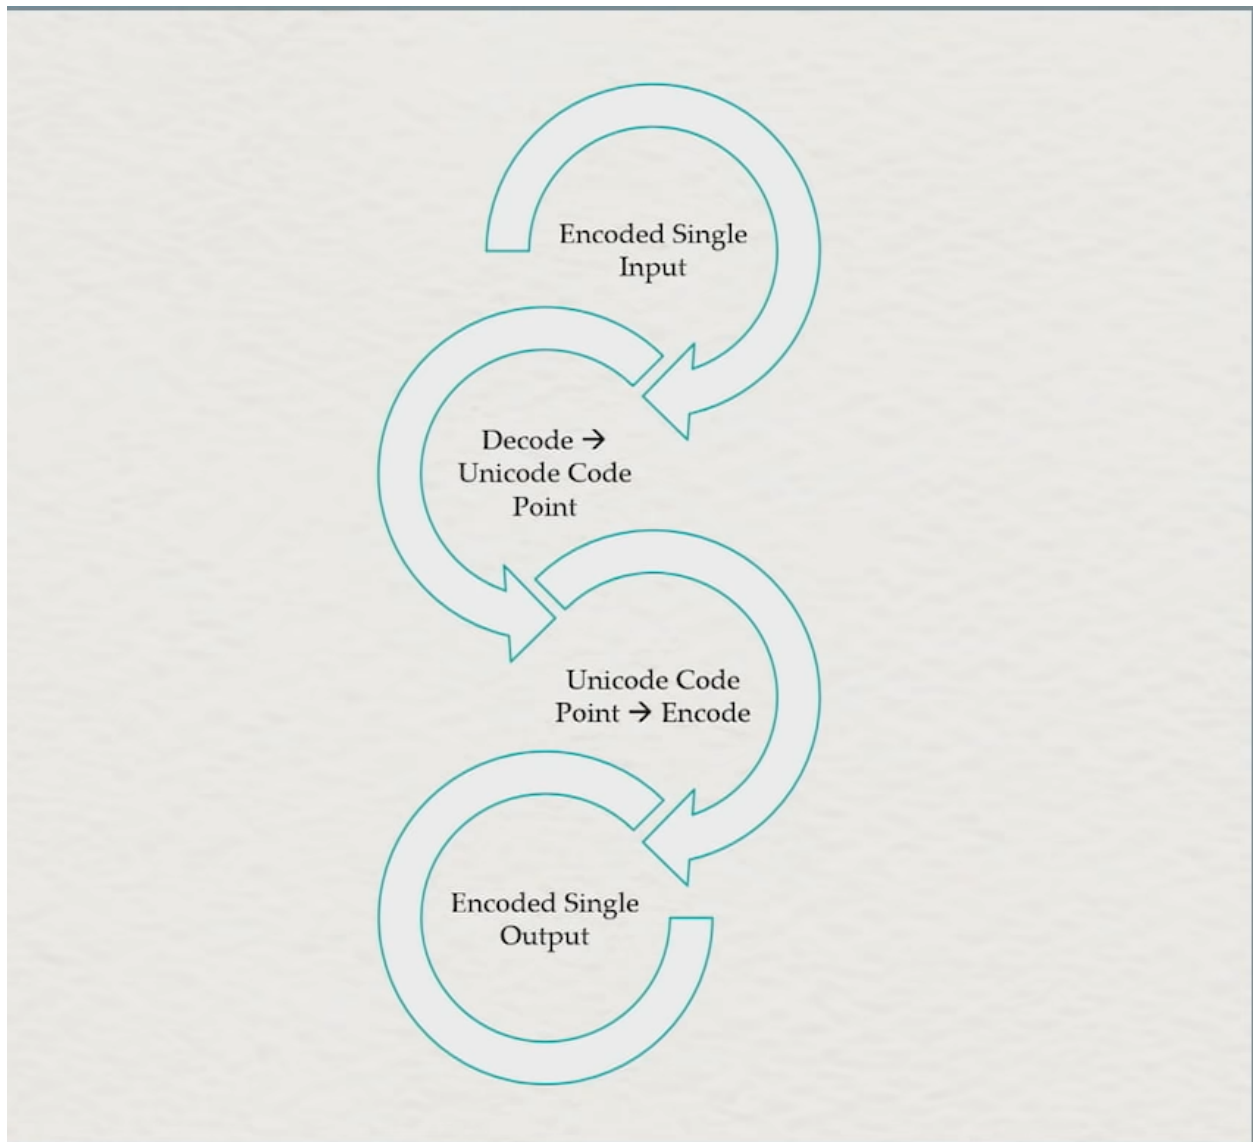 Encoded Single
Input
Decode →
Unicode Code
Point
Unicode Code
Point → Encode
Encoded Single
Output